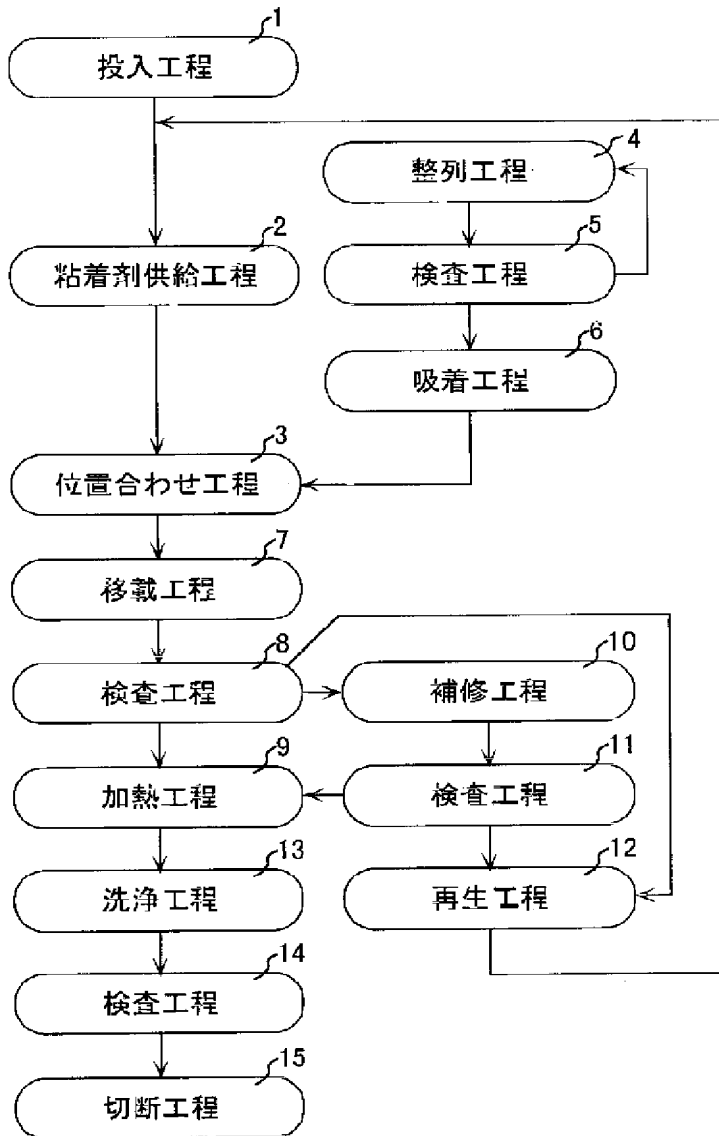 1
投入工程
4
整列工程
2
粘着剤供給工程
5
検査工程
6
吸着工程
3
位置合わせ工程
7
移載工程
8
検査工程
10
補修工程
9
加熱工程
11
検査工程
13
洗浄工程
12
再生工程
14
検査工程
15
切断工程